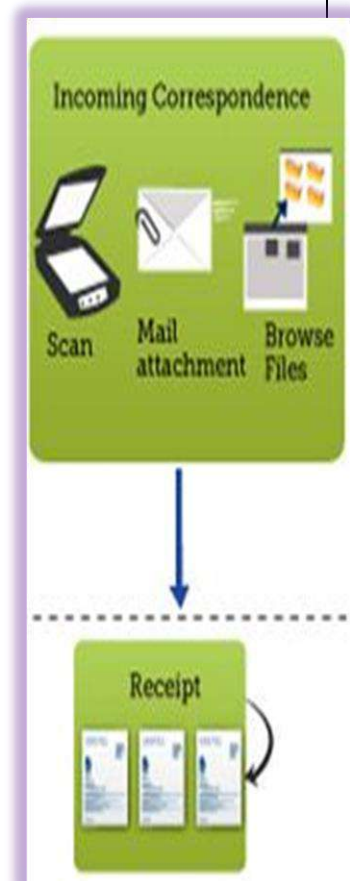 Incoming Correspondence
Scan
Mail
attachment
Browse
Files
Receipt